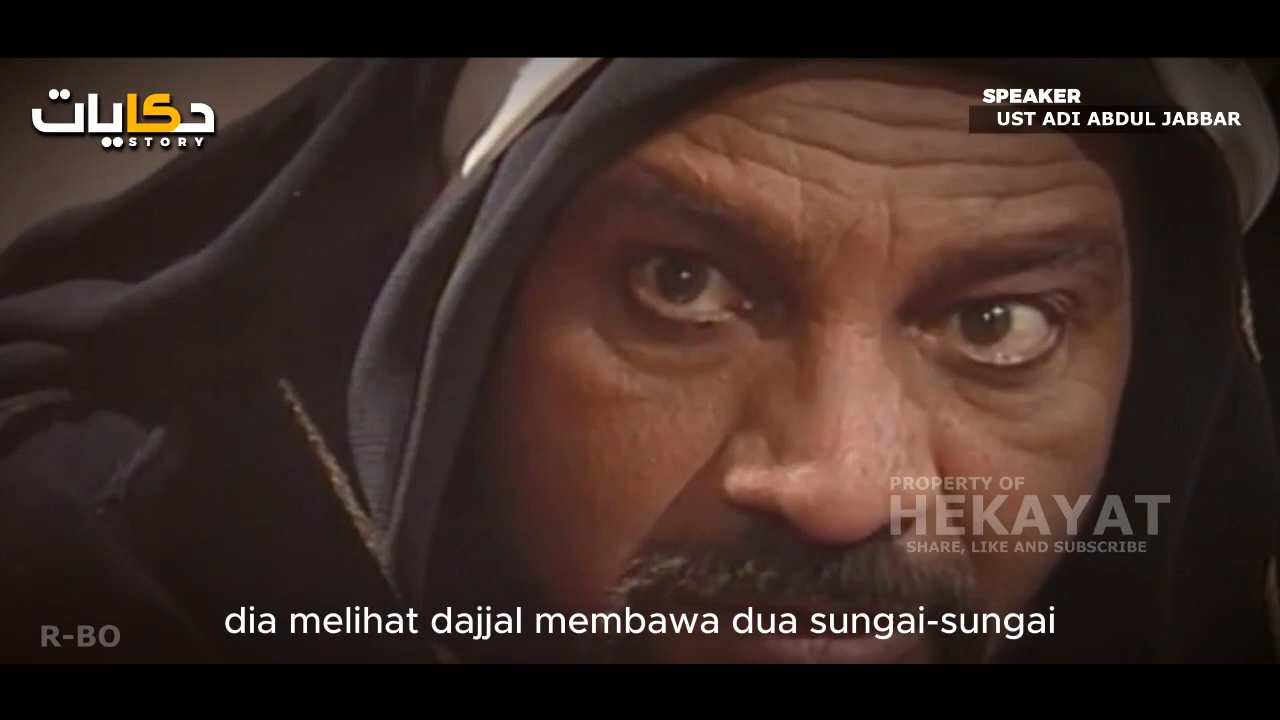 حكايات
STORY
SPEAKER
UST ADI ABDUL JABBAR
PROPERTY OF
HEKAYAT
SHARE, LIKE AND SUBSCRIBE
dia melihat dajjal membawa dua sungai-sungai
R-BO